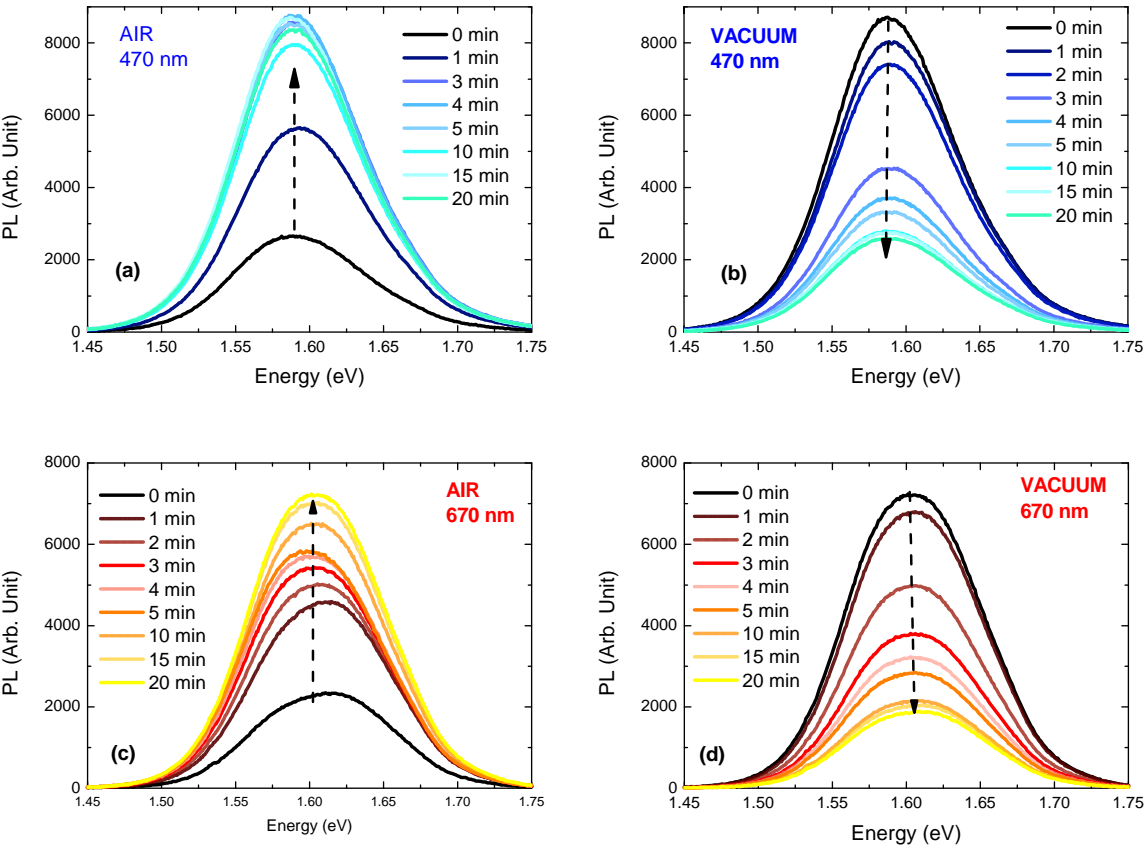 AIR
470 nm
0 min
1 min
3 min
4 min
5 min
10 min
15 min
20 min
(a)
PL (Arb. Unit)
8000
6000
4000
2000
0
1.45 1.50 1.55 1.60 1.65 1.70 1.75
Energy (eV)
VACUUM
470 nm
0 min
1 min
2 min
3 min
4 min
5 min
10 min
15 min
20 min
(b)
PL (Arb. Unit)
8000
6000
4000
2000
0
1.45 1.50 1.55 1.60 1.65 1.70 1.75
Energy (eV)
AIR
670 nm
0 min
1 min
2 min
3 min
4 min
5 min
10 min
15 min
20 min
(c)
PL (Arb. Unit)
8000
6000
4000
2000
0
1.45 1.50 1.55 1.60 1.65 1.70 1.75
Energy (eV)
VACUUM
670 nm
0 min
1 min
2 min
3 min
4 min
5 min
10 min
15 min
20 min
(d)
PL (Arb. Unit)
8000
6000
4000
2000
0
1.45 1.50 1.55 1.60 1.65 1.70 1.75
Energy (eV)